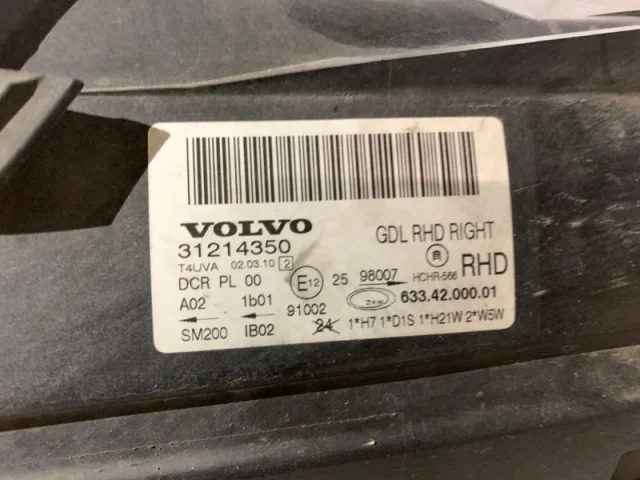 VOLVO
31214350
GDL RHD RIGHT
T4UVA 02.03.10 2
HCHR-566 RHD
DCR PL 00 E12 25 98007
A02 1b01 91002 ZKW 633.42.000.01
SM200 IB02 24 1*H7 1*D1S 1*H21W 2*W5W